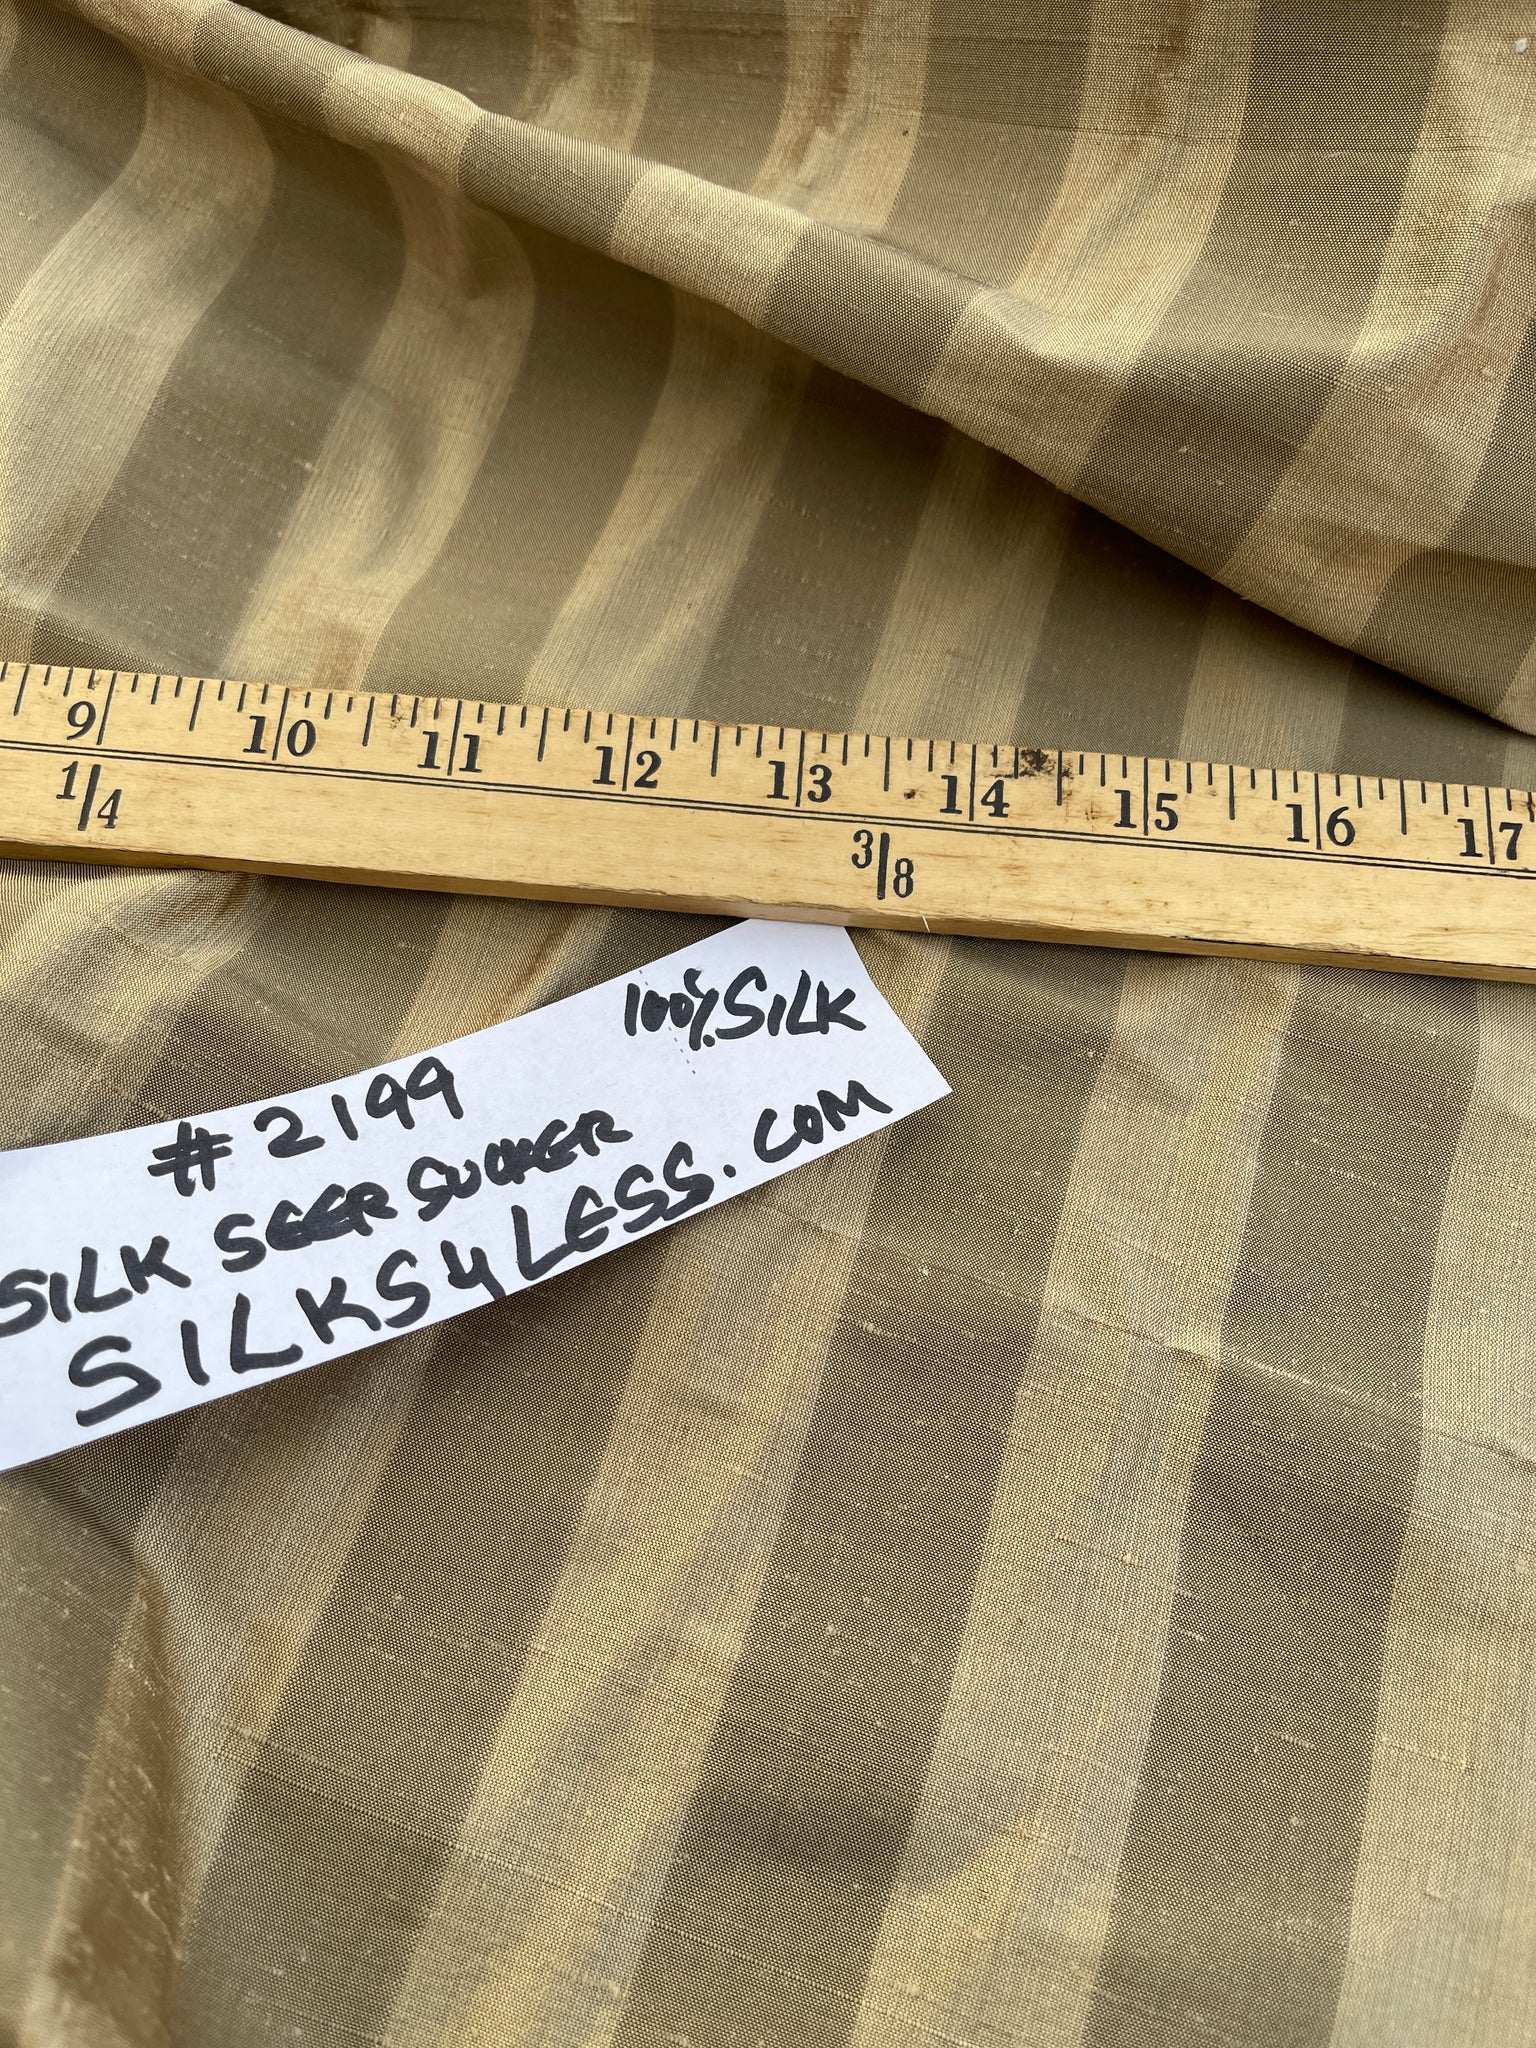 9 10 11 12 13 14 15 16 17
1/4 3/8
100% SILK
#2199
SILK SEERSUCKER
SILKS4LESS.COM